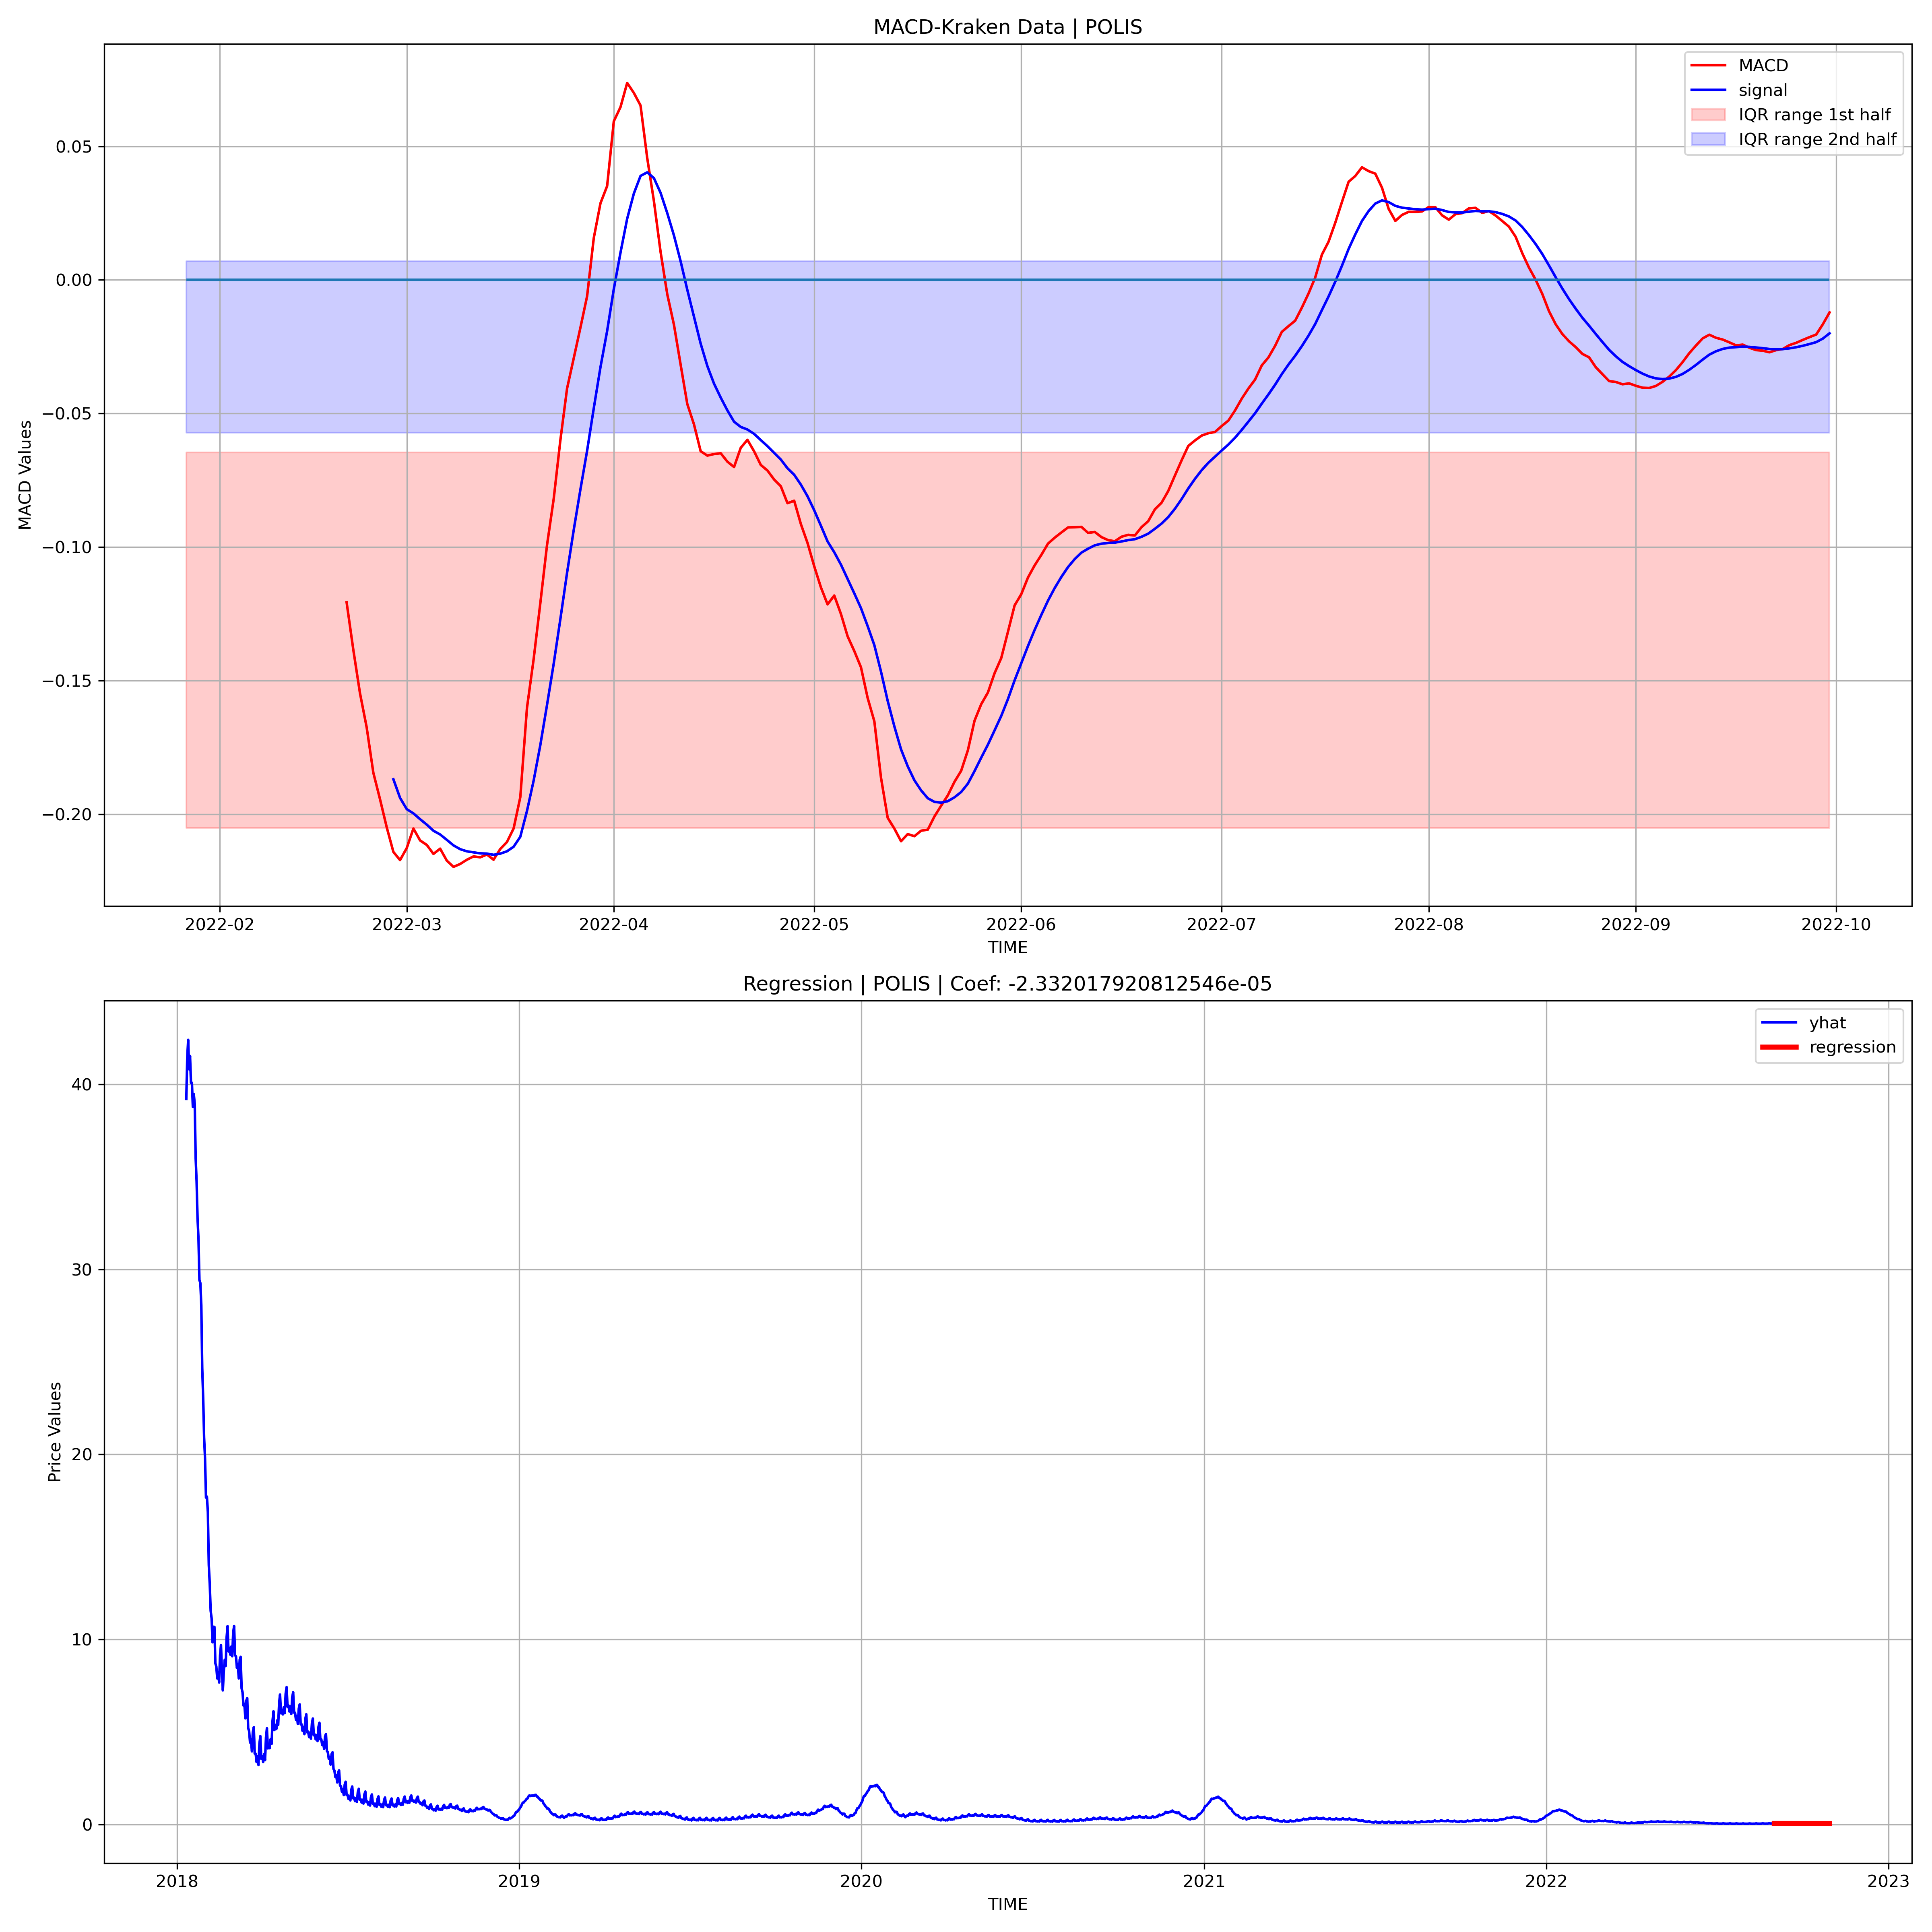 MACD-Kraken Data | POLIS
MACD
signal
IQR range 1st half
IQR range 2nd half
0.05
0.00
−0.05
−0.10
−0.15
−0.20
MACD Values
2022-02 2022-03 2022-04 2022-05 2022-06 2022-07 2022-08 2022-09 2022-10
TIME
Regression | POLIS | Coef: -2.332017920812546e-05
yhat
regression
40
30
20
10
0
Price Values
2018 2019 2020 2021 2022 2023
TIME